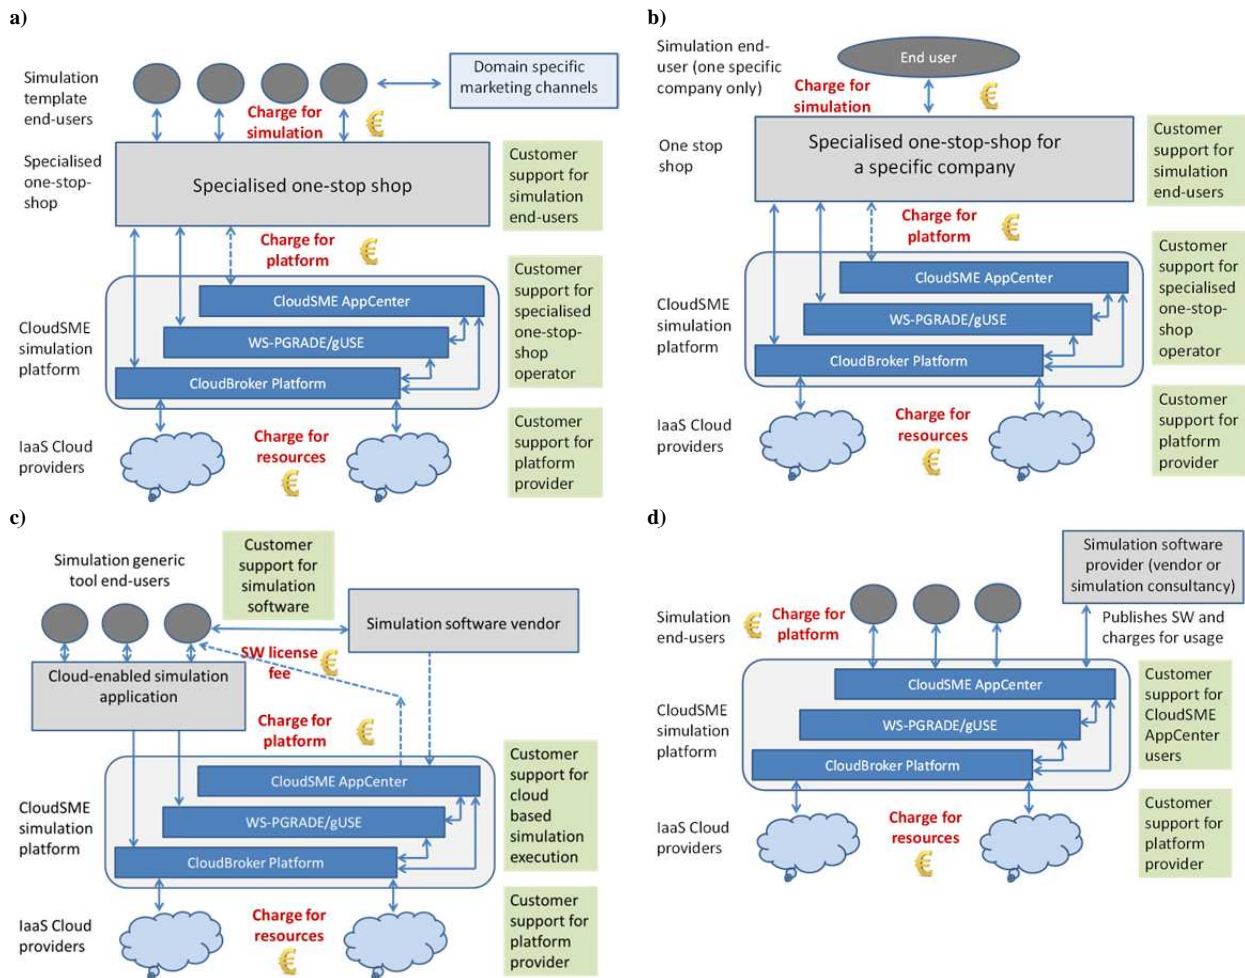 a)
Simulation
template
end-users
Domain specific
marketing channels
Charge for
simulation
€
Specialised
one-stop-
shop
Specialised one-stop shop
Customer
support for
simulation
end-users
Charge for
platform
€
CloudSME
simulation
platform
CloudSME AppCenter
WS-PGRADE/gUSE
CloudBroker Platform
Customer
support for
specialised
one-stop-
shop
operator
IaaS Cloud
providers
Charge for
resources
€
Customer
support for
platform
provider
b)
Simulation end-
user (one specific
company only)
End user
Charge for
simulation
€
One stop
shop
Specialised one-stop-shop for
a specific company
Customer
support for
simulation
end-users
Charge for
platform
€
CloudSME
simulation
platform
CloudSME AppCenter
WS-PGRADE/gUSE
CloudBroker Platform
Customer
support for
specialised
one-stop-
shop
operator
IaaS Cloud
providers
Charge for
resources
€
Customer
support for
platform
provider
c)
Simulation generic
tool end-users
Customer
support for
simulation
software
Simulation software vendor
SW license
fee
€
Cloud-enabled simulation
application
Charge for
platform
€
CloudSME
simulation
platform
CloudSME AppCenter
WS-PGRADE/gUSE
CloudBroker Platform
Customer
support for
cloud
based
simulation
execution
IaaS Cloud
providers
Charge for
resources
€
Customer
support for
platform
provider
d)
Simulation software
provider (vendor or
simulation consultancy)
Simulation
end-users
€
Charge for
platform
Publishes SW and
charges for usage
CloudSME
simulation
platform
CloudSME AppCenter
WS-PGRADE/gUSE
CloudBroker Platform
Customer
support for
CloudSME
AppCenter
users
IaaS Cloud
providers
Charge for
resources
€
Customer
support for
platform
provider